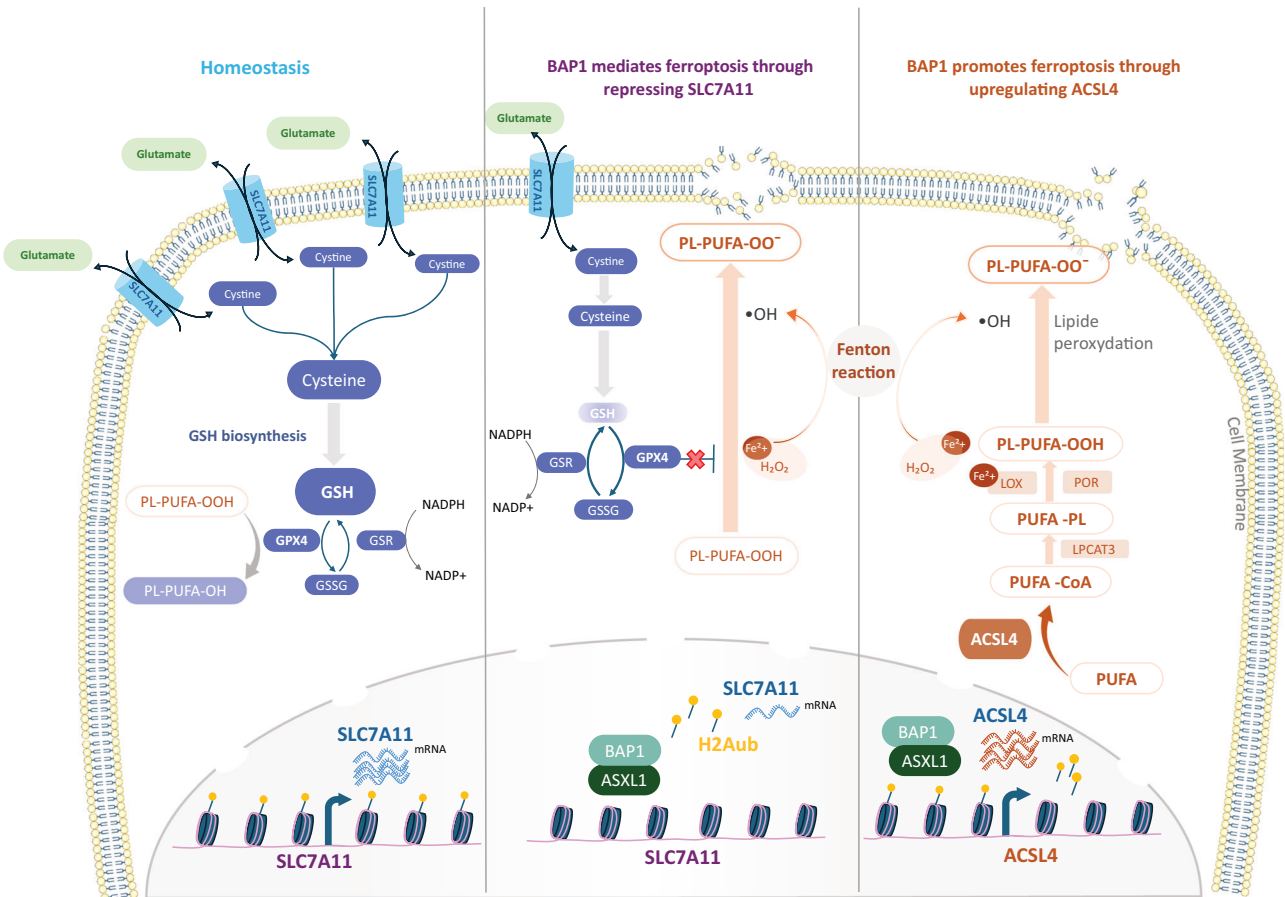 Homeostasis
Glutamate
Glutamate
Glutamate
SLC7A11
SLC7A11
SLC7A11
Cystine
Cystine
Cystine
Cysteine
GSH biosynthesis
GSH
PL-PUFA-OOH
NADPH
GPX4
GSR
GSSG
NADP+
PL-PUFA-OH
SLC7A11
mRNA
SLC7A11
BAP1 mediates ferroptosis through
repressing SLC7A11
Glutamate
SLC7A11
Cystine
Cysteine
GSH
NADPH
GSR
GPX4
NADP+
GSSG
PL-PUFA-OO⁻
•OH
Fenton
reaction
Fe²⁺
H₂O₂
PL-PUFA-OOH
SLC7A11
mRNA
H2Aub
BAP1
ASXL1
SLC7A11
BAP1 promotes ferroptosis through
upregulating ACSL4
PL-PUFA-OO⁻
•OH
Lipide
peroxydation
Fe²⁺
H₂O₂
PL-PUFA-OOH
Fe²⁺
LOX
POR
PUFA -PL
LPCAT3
PUFA -CoA
ACSL4
PUFA
Cell Membrane
ACSL4
mRNA
BAP1
ASXL1
ACSL4